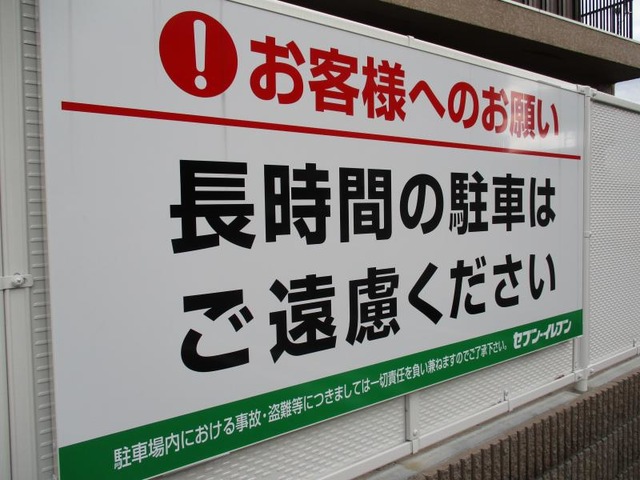 ! お客様へのお願い
長時間の駐車は
ご遠慮ください
駐車場内における事故・盗難等につきましては一切責任を負い兼ねますのでご了承下さい。 セブン-イレブン